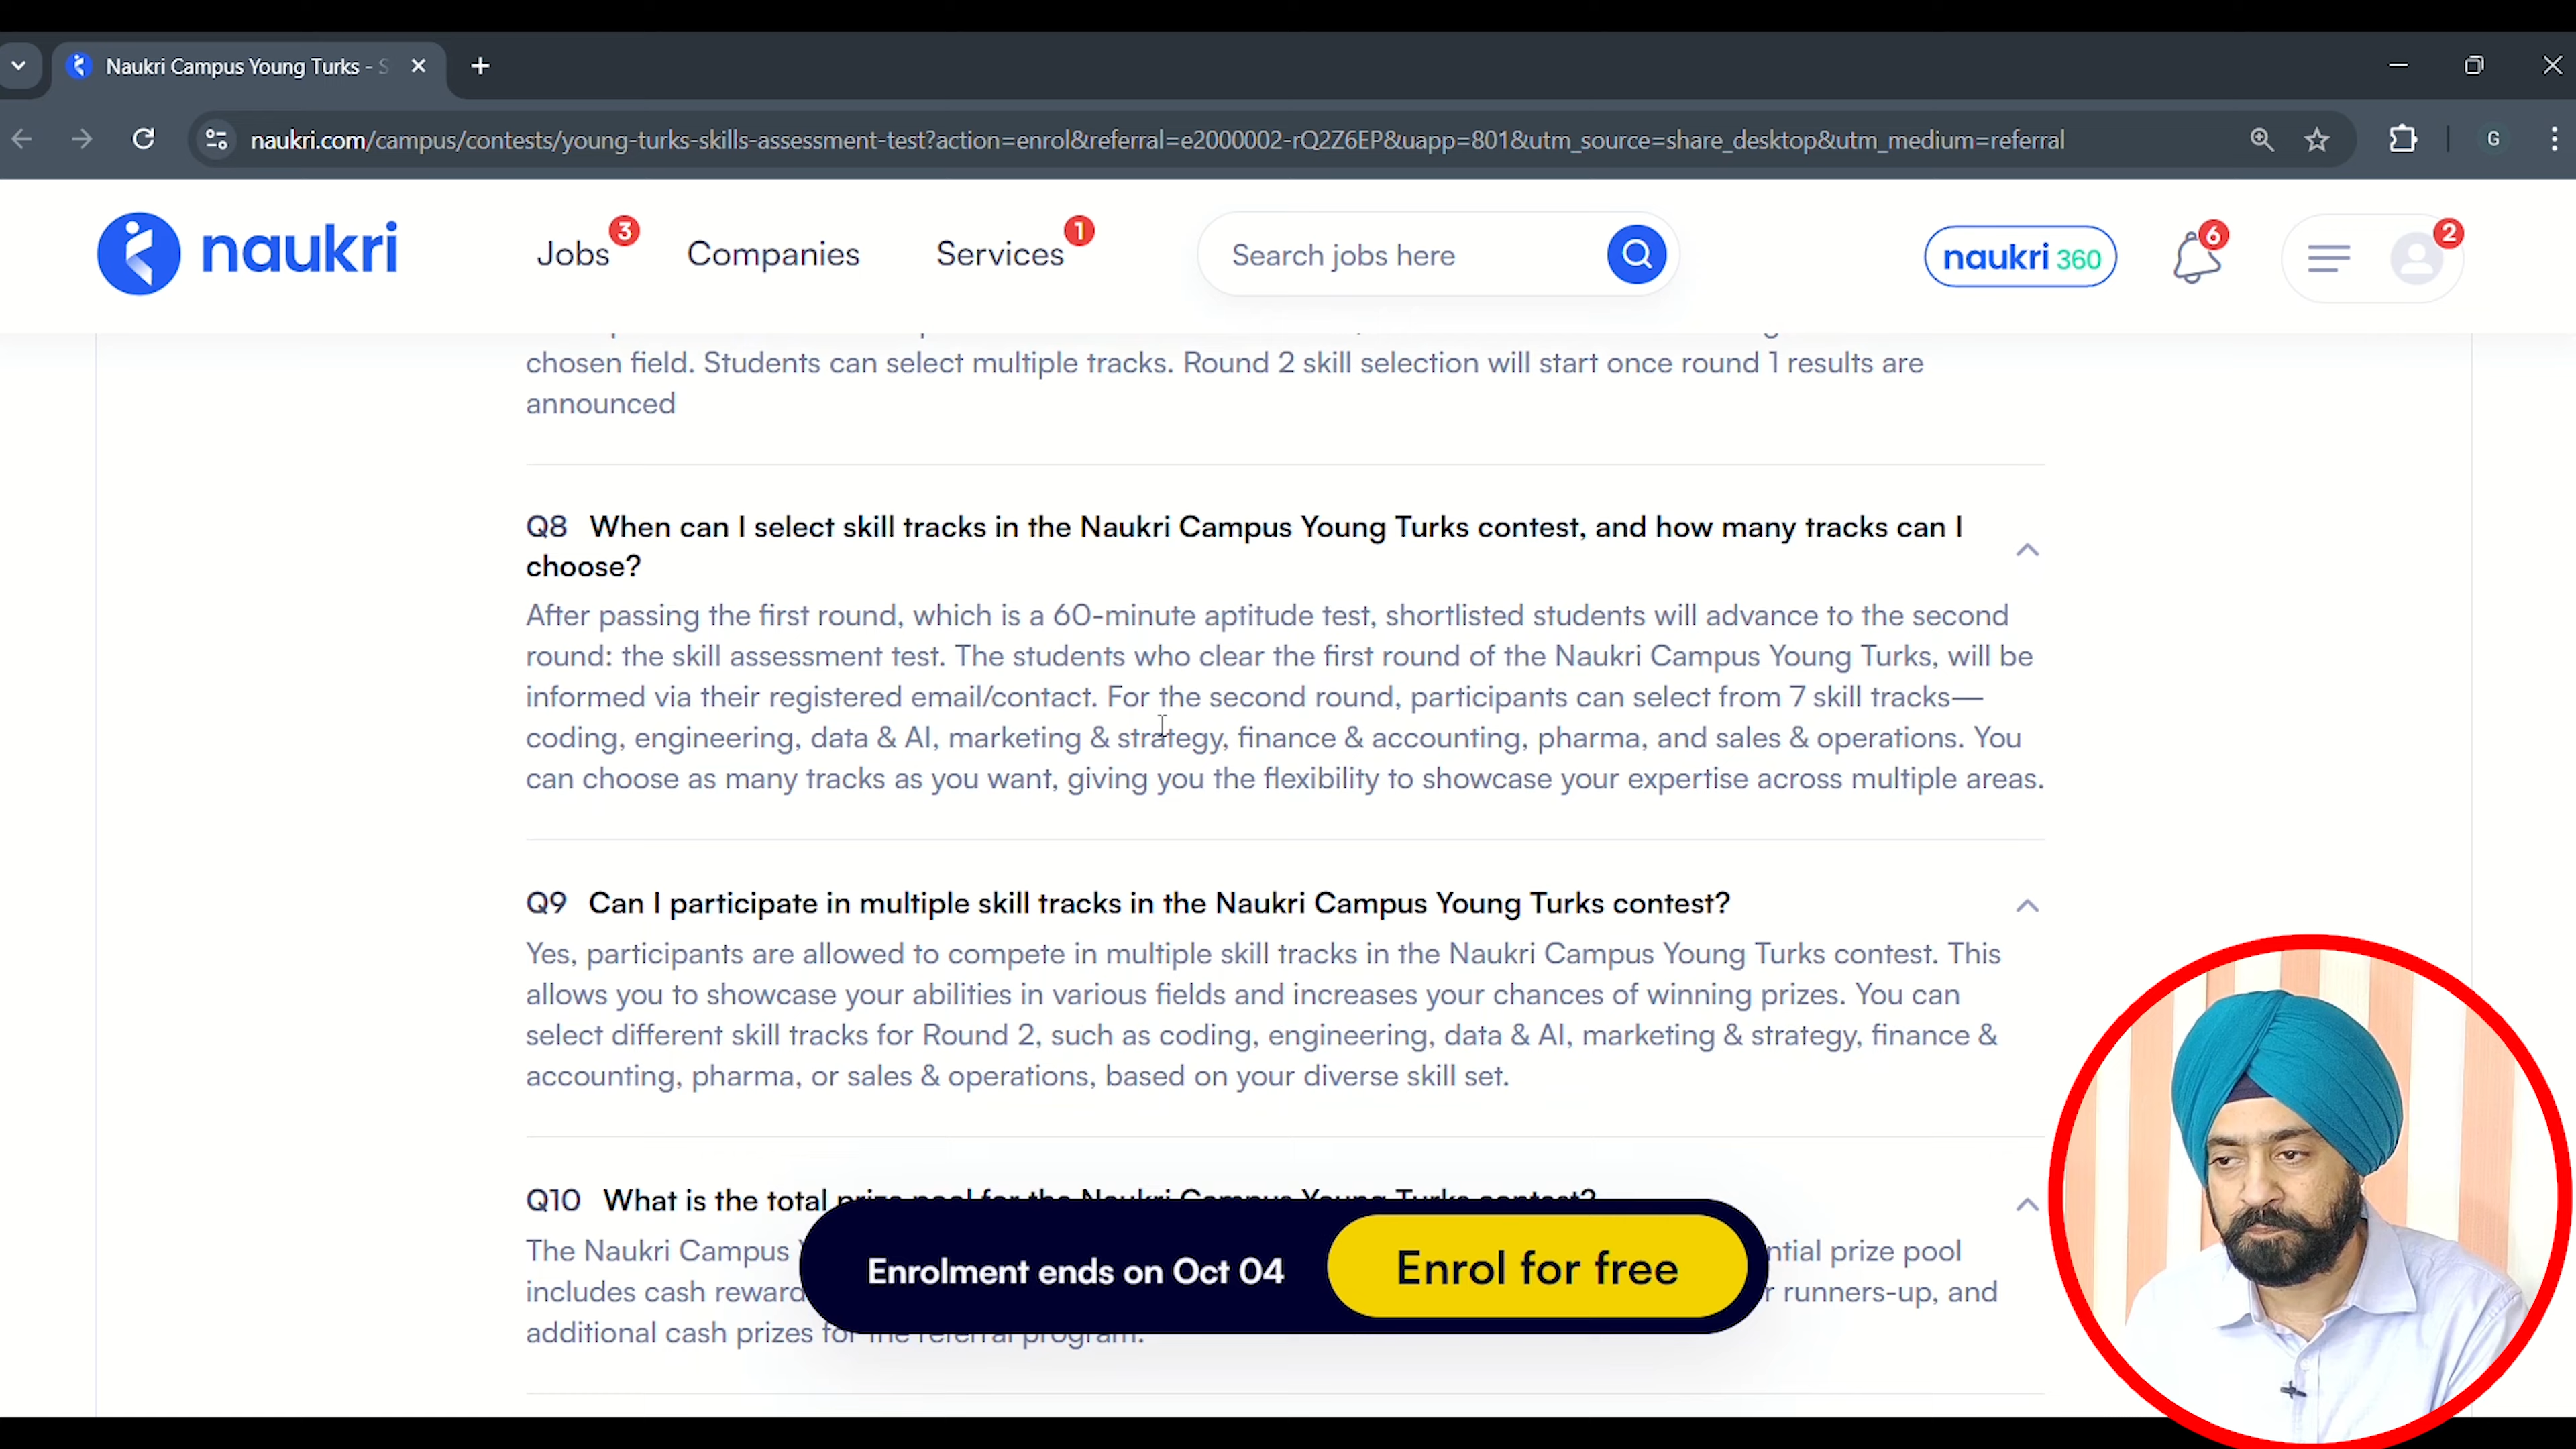 Naukri Campus Young Turks - S
naukri.com/campus/contests/young-turks-skills-assessment-test?action=enrol&referral=e2000002-rQ2Z6EP&uapp=801&utm_source=share_desktop&utm_medium=referral
G
naukri
Jobs 3
Companies
Services 1
Search jobs here
naukri 360
6
2
chosen field. Students can select multiple tracks. Round 2 skill selection will start once round 1 results are
announced
Q8 When can I select skill tracks in the Naukri Campus Young Turks contest, and how many tracks can I
choose?
After passing the first round, which is a 60-minute aptitude test, shortlisted students will advance to the second
round: the skill assessment test. The students who clear the first round of the Naukri Campus Young Turks, will be
informed via their registered email/contact. For the second round, participants can select from 7 skill tracks—
coding, engineering, data & AI, marketing & strategy, finance & accounting, pharma, and sales & operations. You
can choose as many tracks as you want, giving you the flexibility to showcase your expertise across multiple areas.
Q9 Can I participate in multiple skill tracks in the Naukri Campus Young Turks contest?
Yes, participants are allowed to compete in multiple skill tracks in the Naukri Campus Young Turks contest. This
allows you to showcase your abilities in various fields and increases your chances of winning prizes. You can
select different skill tracks for Round 2, such as coding, engineering, data & AI, marketing & strategy, finance &
accounting, pharma, or sales & operations, based on your diverse skill set.
Q10 What is the total prize pool for the Naukri Campus Young Turks contest?
The Naukri Campus ntial prize pool
includes cash reward r runners-up, and
additional cash prizes for the referral program.
Enrolment ends on Oct 04
Enrol for free